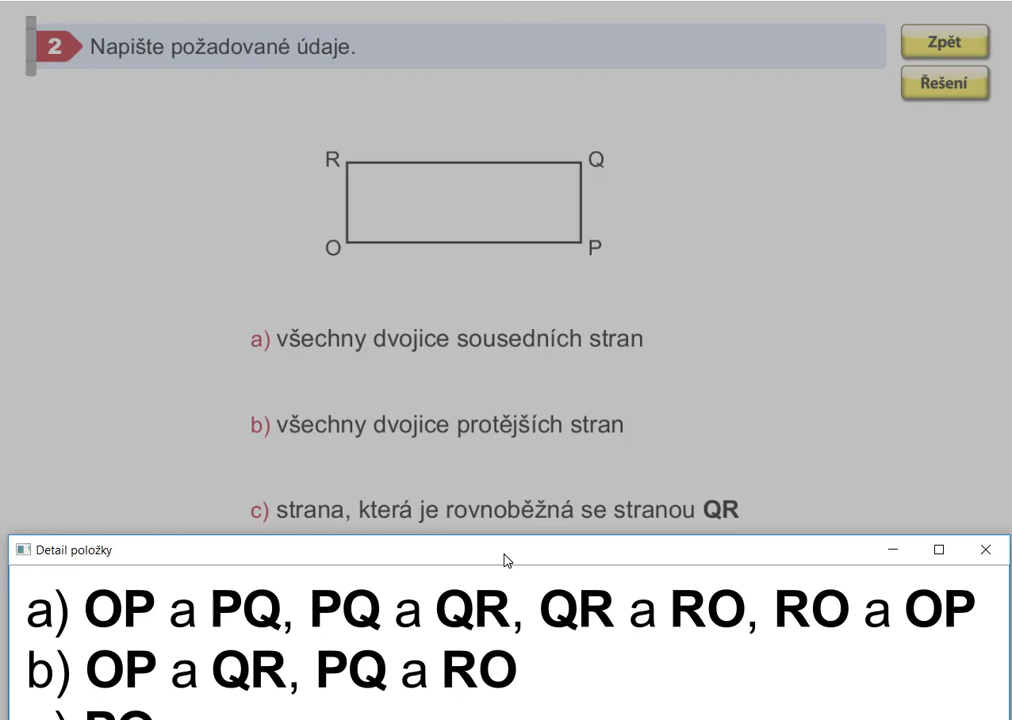 2 Napište požadované údaje.
Zpět
Řešení
R Q
O P
a) všechny dvojice sousedních stran
b) všechny dvojice protějších stran
c) strana, která je rovnoběžná se stranou QR
Detail položky
a) OP a PQ, PQ a QR, QR a RO, RO a OP
b) OP a QR, PQ a RO